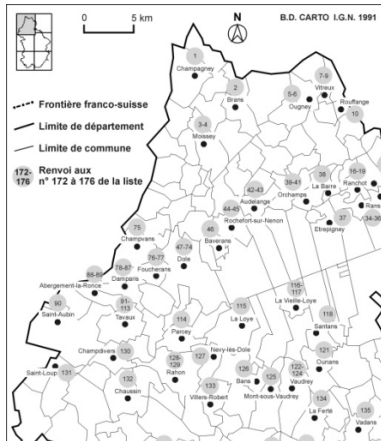 0 5 km
N
B.D. CARTO I.G.N. 1991
Frontière franco-suisse
Limite de département
Limite de commune
172-
176
Renvoi aux
n° 172 à 176 de la liste
1
Champagney
2
Brans
5-6
Ougney
7-9
Vitreux
Rouffange
10
3-4
Moissey
42-43
Audelange
39-41
Orchamps
38
La Barre
16-19
Ranchot
Rans
34-36
37
Etrepigney
44-45
Rochefort-sur-Nenon
46
Baverans
75
Champvans
76-77
Foucherans
47-74
Dole
88-89
Abergement-la-Ronce
78-87
Damparis
90
Saint-Aubin
91-
113
Tavaux
114
Parcey
115
La Loye
116-
117
La Vieille-Loye
118
Santans
Champdivers
130
128-
129
Rahon
127
Nevy-lès-Dole
121
Ounans
Saint-Loup
131
132
Chaussin
133
Villers-Robert
126
Bans
125
Mont-sous-Vaudrey
122-
124
Vaudrey
134
La Ferté
135
Vadans